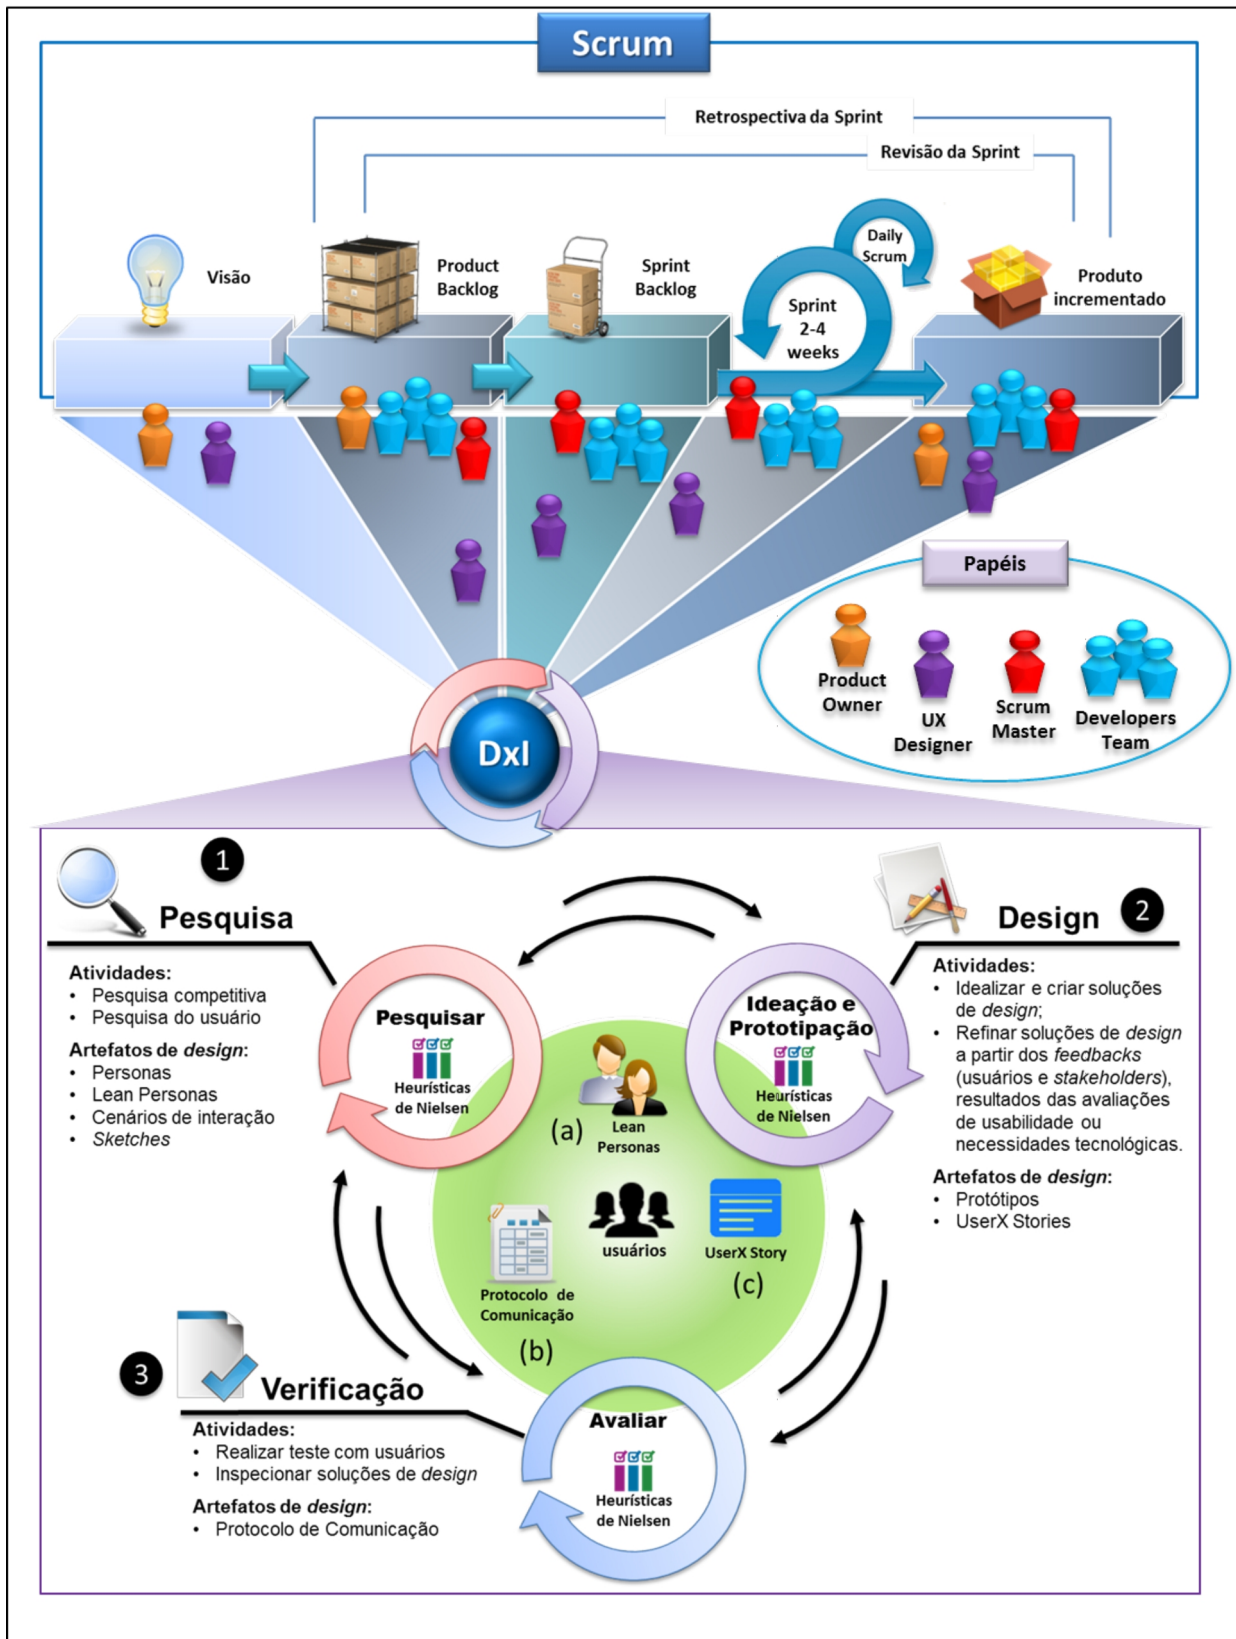 Scrum
Retrospectiva da Sprint
Revisão da Sprint
Visão
Product
Backlog
Sprint
Backlog
Sprint
2-4
weeks
Daily
Scrum
Produto
incrementado
Papéis
Product
Owner
UX
Designer
Scrum
Master
Developers
Team
DxI
1
Pesquisa
Atividades:
• Pesquisa competitiva
• Pesquisa do usuário
Artefatos de design:
• Personas
• Lean Personas
• Cenários de interação
• Sketches
Pesquisar
Heurísticas
de Nielsen
Design
2
Atividades:
• Idealizar e criar soluções
de design;
• Refinar soluções de design
a partir dos feedbacks
(usuários e stakeholders),
resultados das avaliações
de usabilidade ou
necessidades tecnológicas.
Artefatos de design:
• Protótipos
• UserX Stories
Ideação e
Prototipação
Heurísticas
de Nielsen
(a)
Lean
Personas
usuários
UserX Story
(c)
Protocolo de
Comunicação
(b)
3
Verificação
Atividades:
• Realizar teste com usuários
• Inspecionar soluções de design
Artefatos de design:
• Protocolo de Comunicação
Avaliar
Heurísticas
de Nielsen